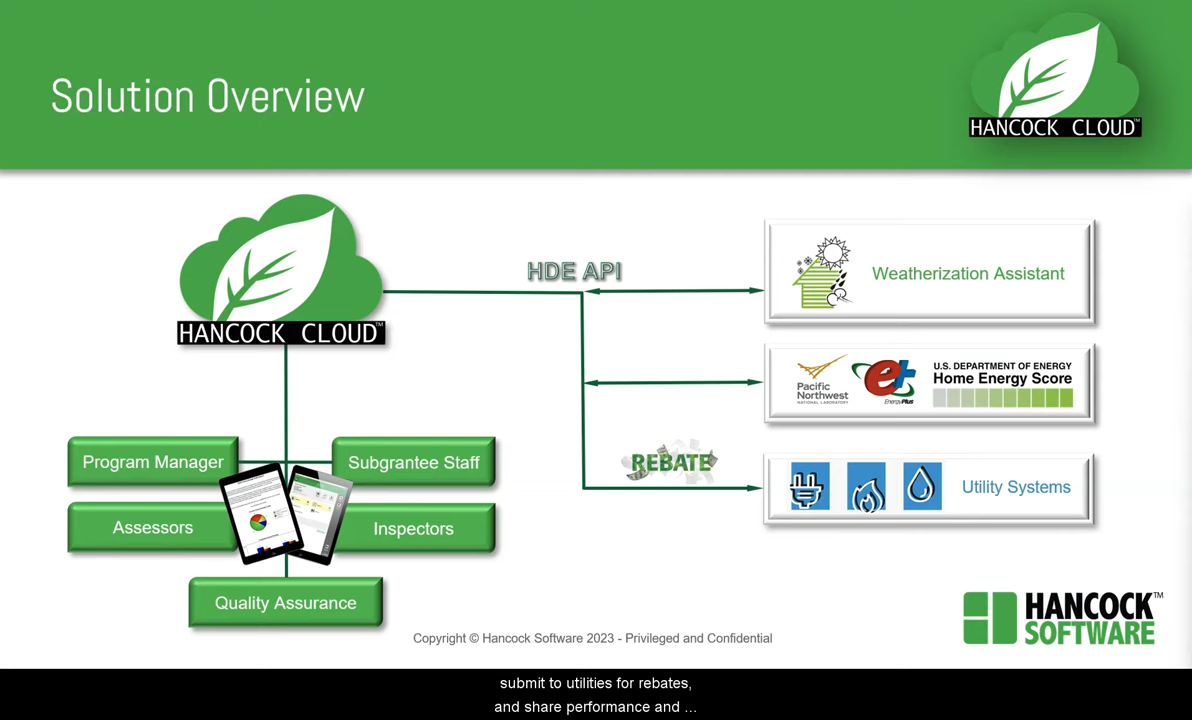 Solution Overview
HANCOCK CLOUD™
HANCOCK CLOUD™
HDE API
Weatherization Assistant
Pacific
Northwest
NATIONAL LABORATORY
e+
EnergyPlus
U.S. DEPARTMENT OF ENERGY
Home Energy Score
REBATE
Utility Systems
Program Manager
Subgrantee Staff
Assessors
Inspectors
Quality Assurance
Copyright © Hancock Software 2023 - Privileged and Confidential
HANCOCK™
SOFTWARE
submit to utilities for rebates,
and share performance and ...